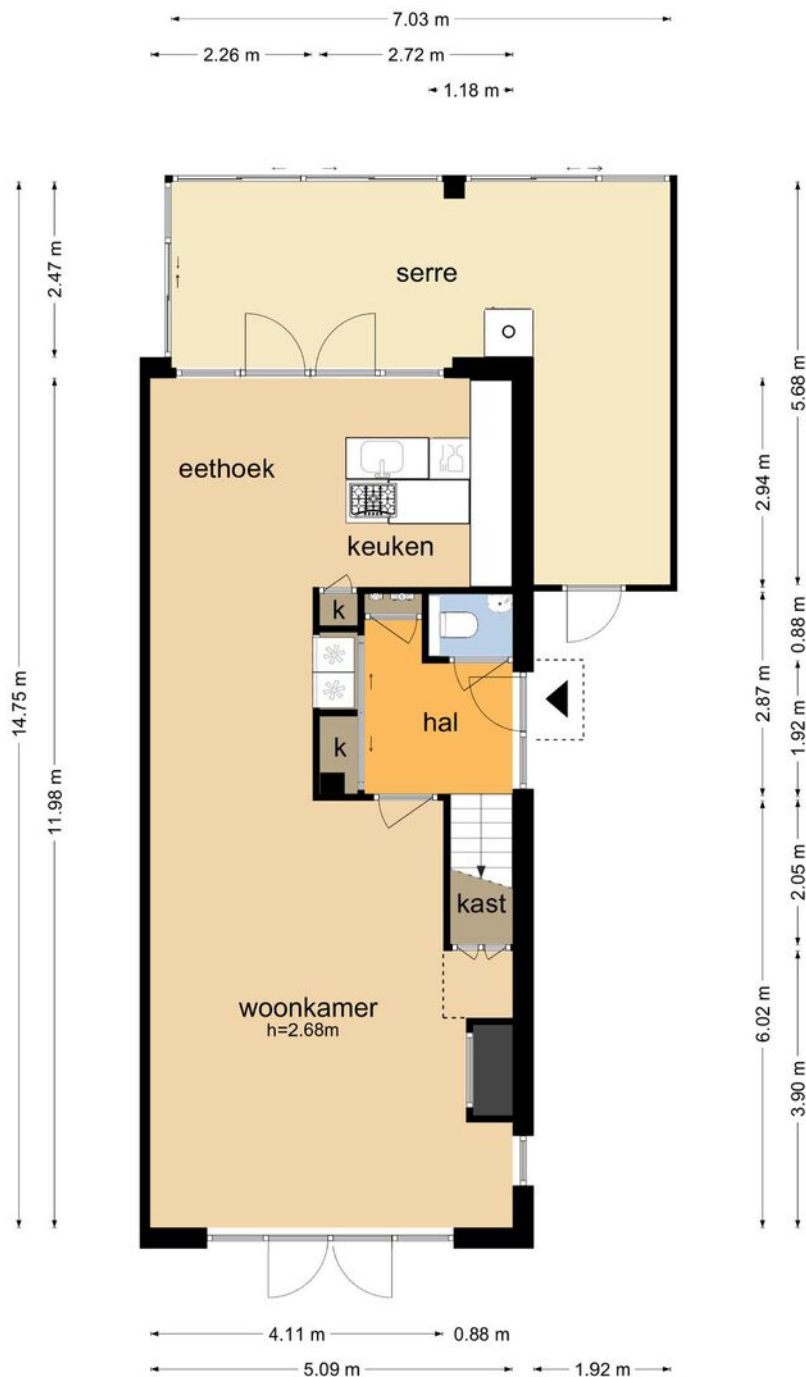 7.03 m
2.26 m
2.72 m
1.18 m
serre
2.47 m
5.68 m
eethoek
2.94 m
keuken
k
0.88 m
14.75 m
2.87 m
1.92 m
hal
k
11.98 m
2.05 m
kast
woonkamer
h=2.68m
6.02 m
3.90 m
4.11 m
0.88 m
5.09 m
1.92 m